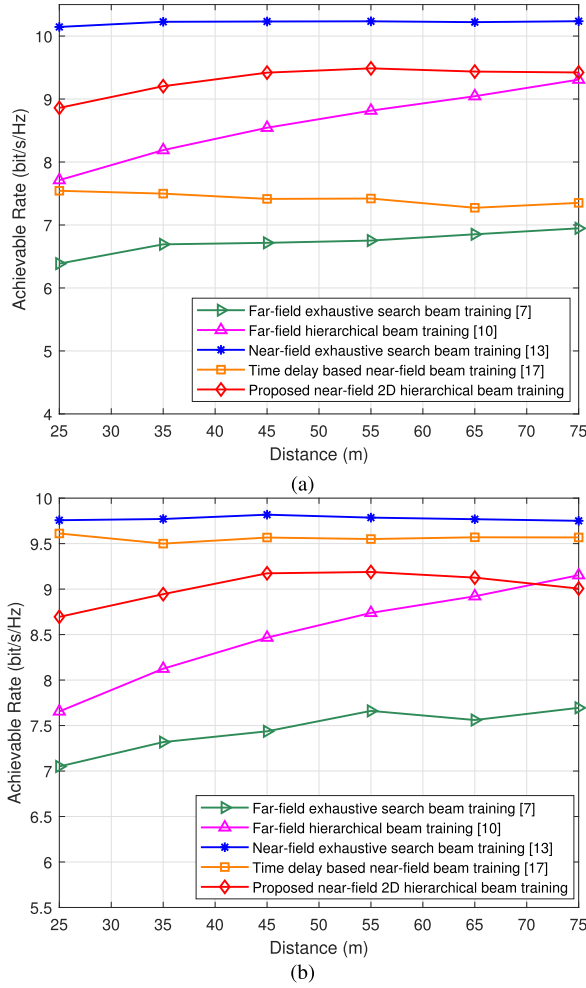 10
9
8
7
6
5
4
Achievable Rate (bit/s/Hz)
Far-field exhaustive search beam training [7]
Far-field hierarchical beam training [10]
Near-field exhaustive search beam training [13]
Time delay based near-field beam training [17]
Proposed near-field 2D hierarchical beam training
25 30 35 40 45 50 55 60 65 70 75
Distance (m)
(a)
10
9.5
9
8.5
8
7.5
7
6.5
6
5.5
Achievable Rate (bit/s/Hz)
Far-field exhaustive search beam training [7]
Far-field hierarchical beam training [10]
Near-field exhaustive search beam training [13]
Time delay based near-field beam training [17]
Proposed near-field 2D hierarchical beam training
25 30 35 40 45 50 55 60 65 70 75
Distance (m)
(b)